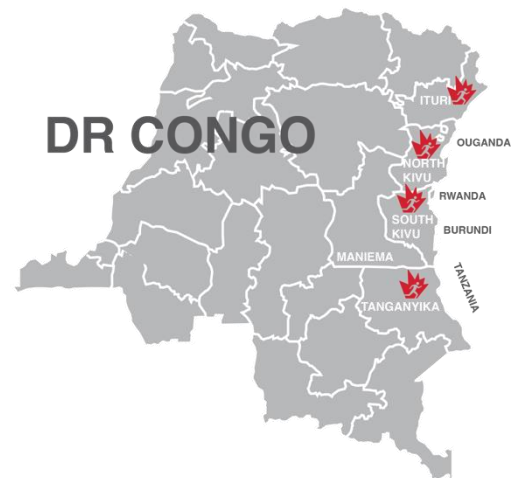 DR CONGO
ITURI
OUGANDA
NORTH
KIVU
RWANDA
SOUTH
KIVU
BURUNDI
MANIEMA
TANZANIA
TANGANYIKA